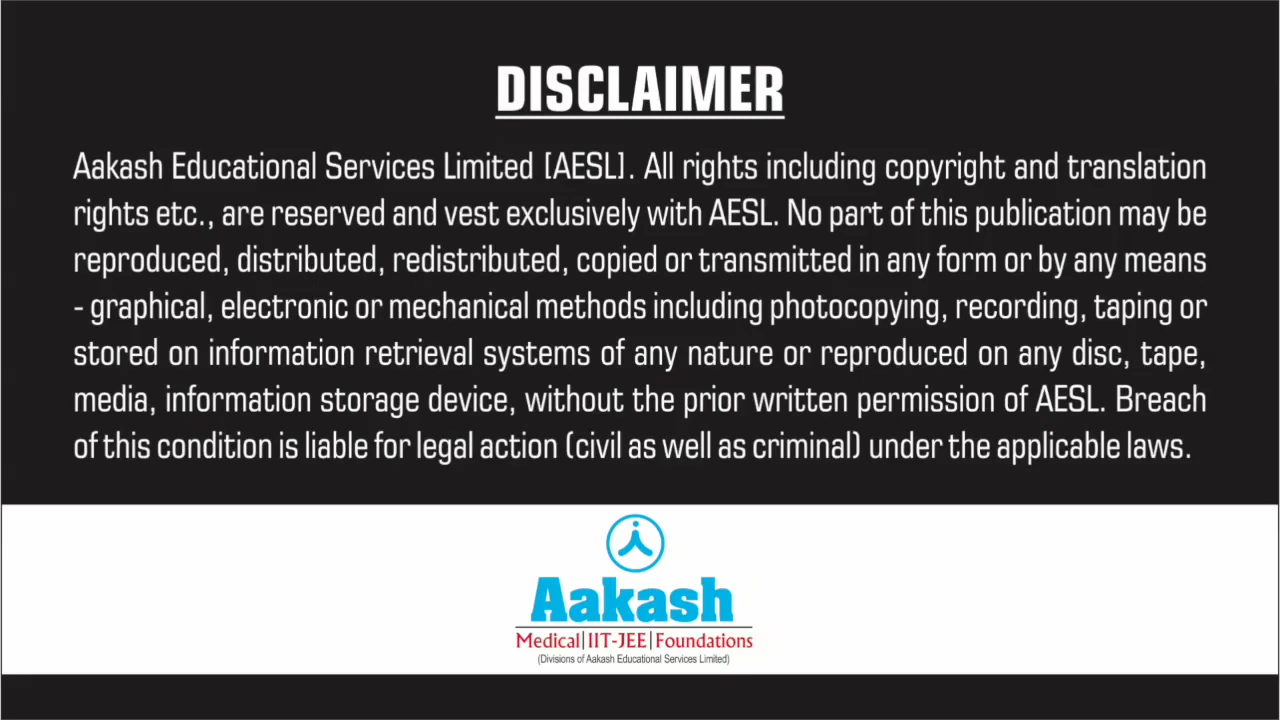 DISCLAIMER
Aakash Educational Services Limited [AESL]. All rights including copyright and translation
rights etc., are reserved and vest exclusively with AESL. No part of this publication may be
reproduced, distributed, redistributed, copied or transmitted in any form or by any means
- graphical, electronic or mechanical methods including photocopying, recording, taping or
stored on information retrieval systems of any nature or reproduced on any disc, tape,
media, information storage device, without the prior written permission of AESL. Breach
of this condition is liable for legal action (civil as well as criminal) under the applicable laws.
Aakash
Medical|IIT-JEE|Foundations
(Divisions of Aakash Educational Services Limited)